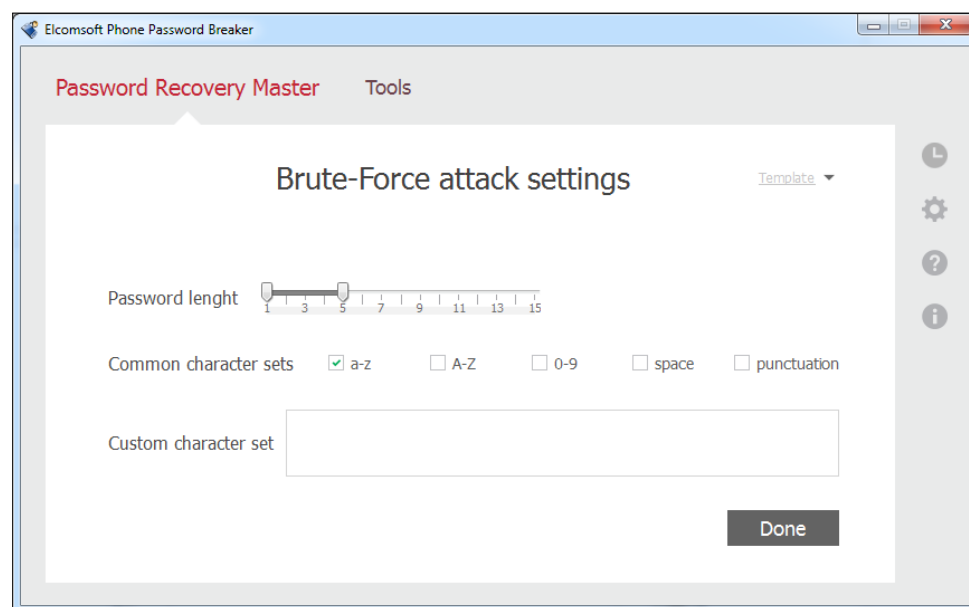 Elcomsoft Phone Password Breaker
Password Recovery Master Tools
Brute-Force attack settings
Template
Password lenght
1 3 5 7 9 11 13 15
Common character sets a-z A-Z 0-9 space punctuation
Custom character set
Done